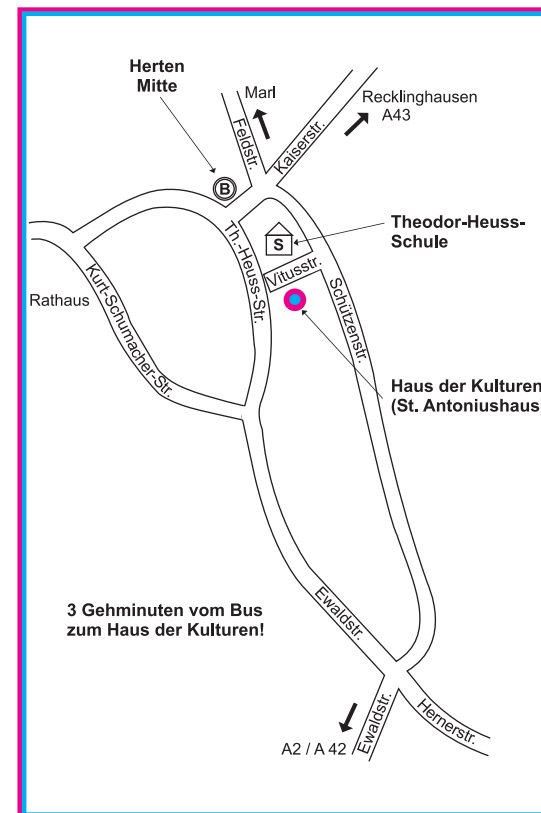 Herten
Mitte
Marl
Recklinghausen
A43
Feldstr.
Kaiserstr.
B
Theodor-Heuss-
Schule
S
Vitusstr.
Th.-Heuss-Str.
Schützenstr.
Rathaus
Kurt-Schumacher-Str.
Haus der Kulturen
(St. Antoniushaus
3 Gehminuten vom Bus
zum Haus der Kulturen!
Ewaldstr.
Ewaldstr.
Hernerstr.
A2 / A 42